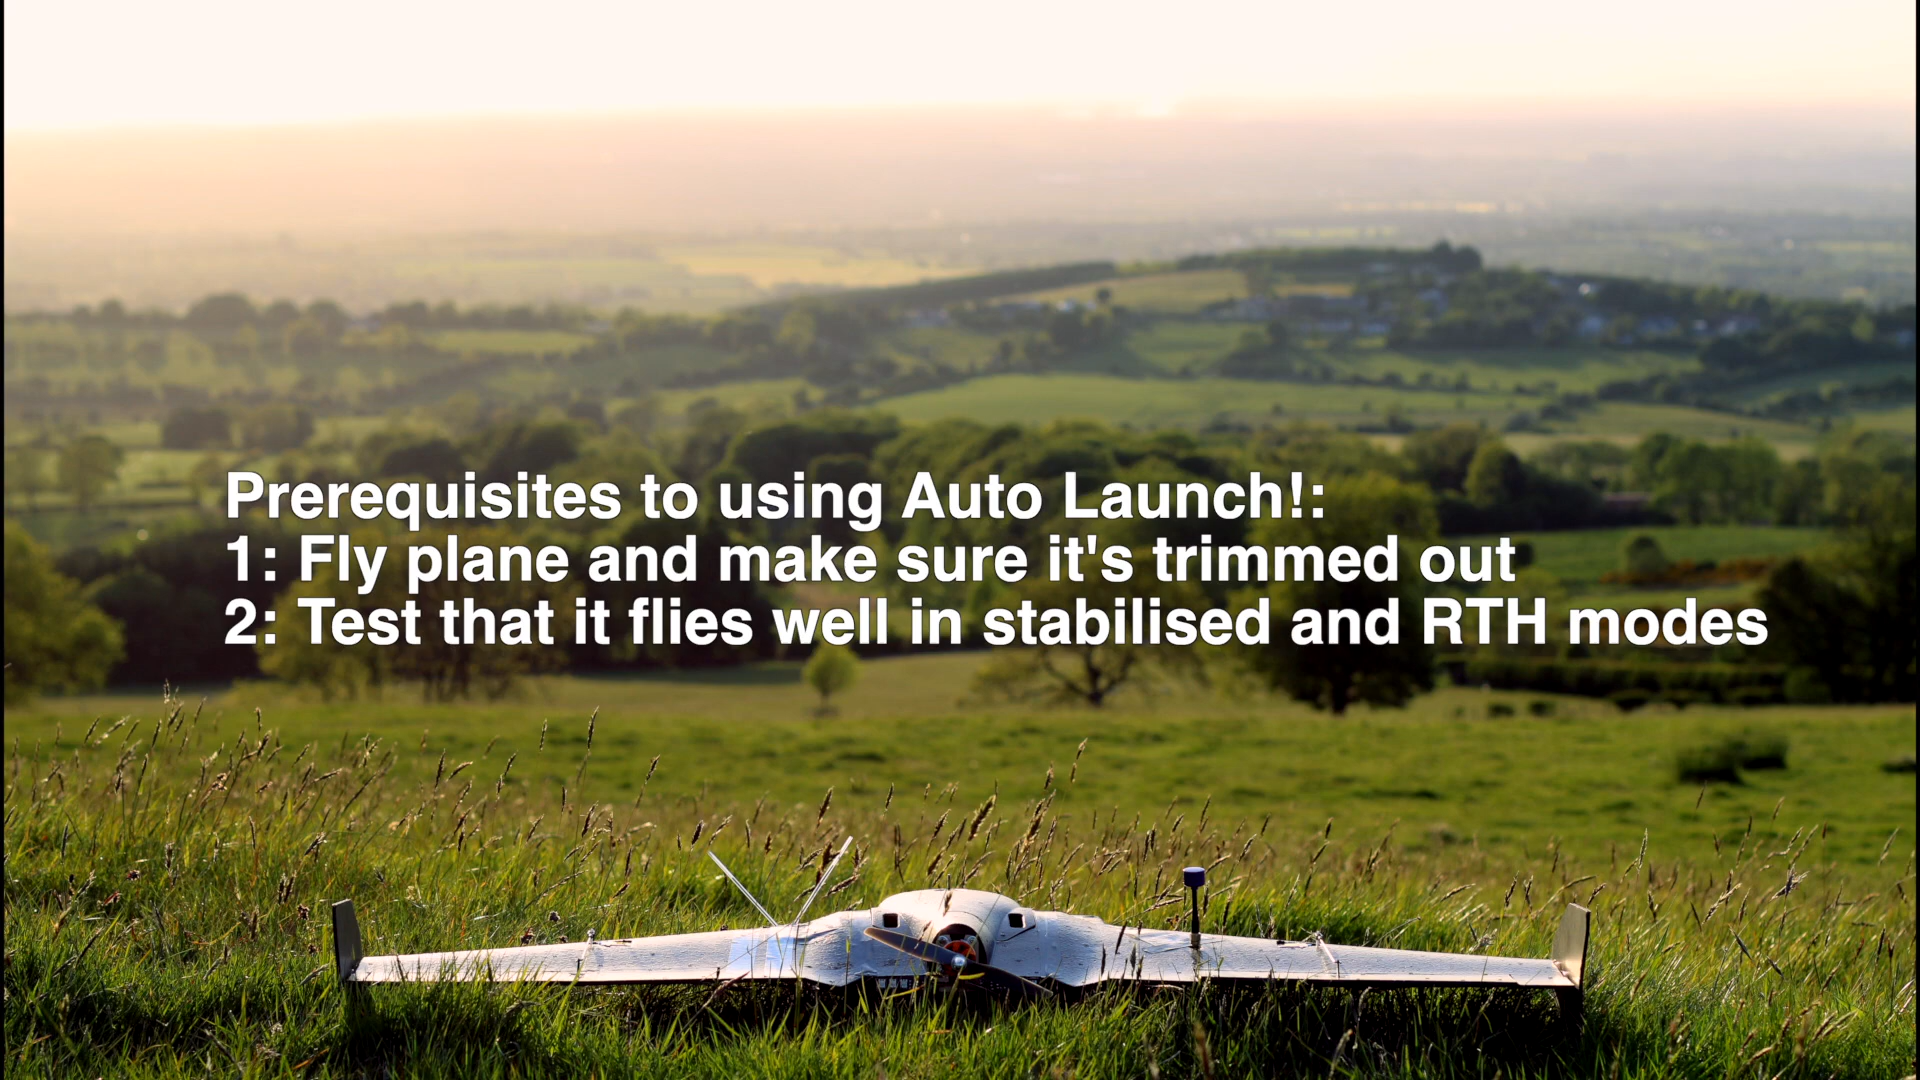 Prerequisites to using Auto Launch!:
1: Fly plane and make sure it's trimmed out
2: Test that it flies well in stabilised and RTH modes